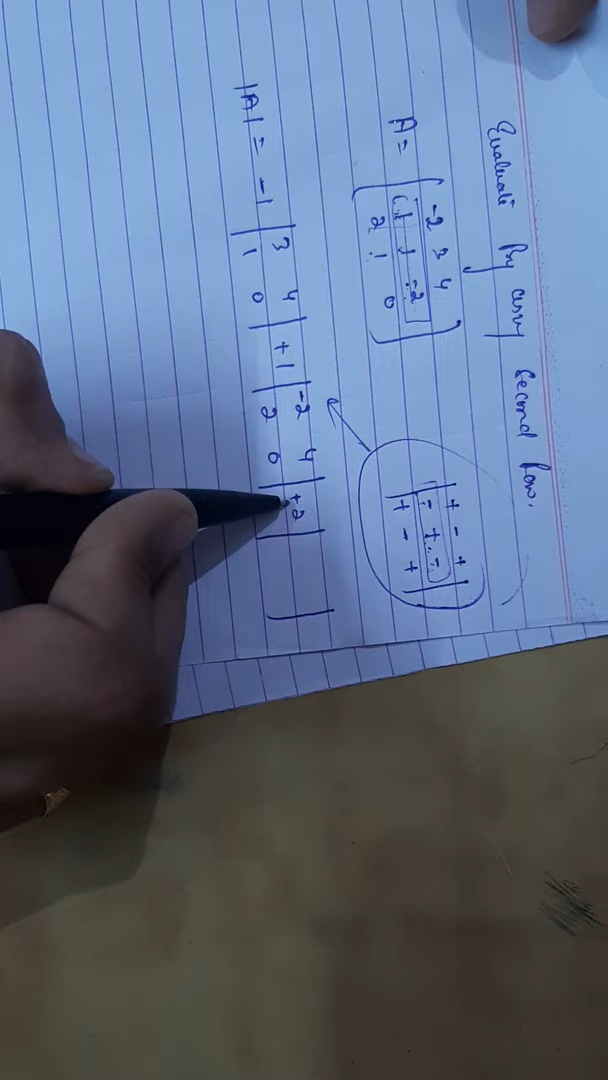 Evaluate by using Second Row.
A = [ -2 3 4
1 1 -2
2 1 0 ]
| + - +
- + -
+ - + |
|A| = -1 | 3 4 | +1 | -2 4 | +2 | |
1 0 2 0